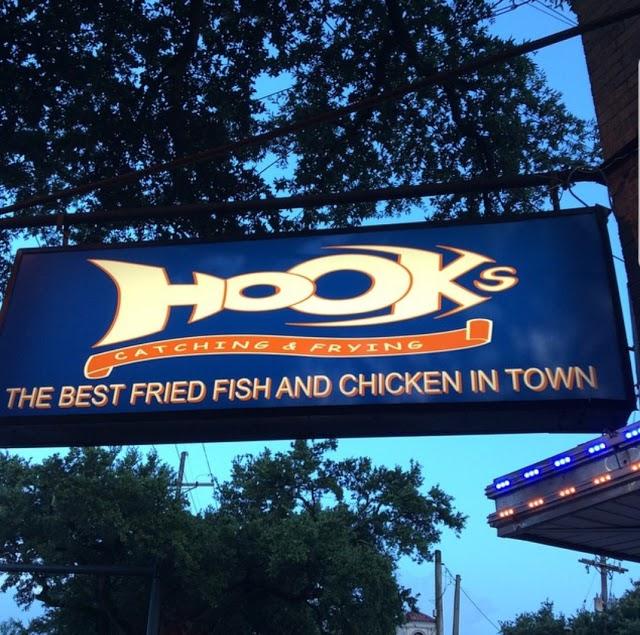 HOOKS
CATCHING & FRYING
THE BEST FRIED FISH AND CHICKEN IN TOWN